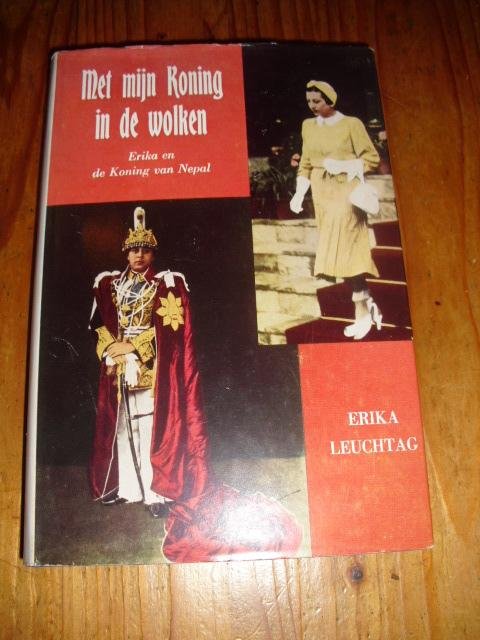 Met mijn Koning
in de wolken
Erika en
de Koning van Nepal
ERIKA
LEUCHTAG